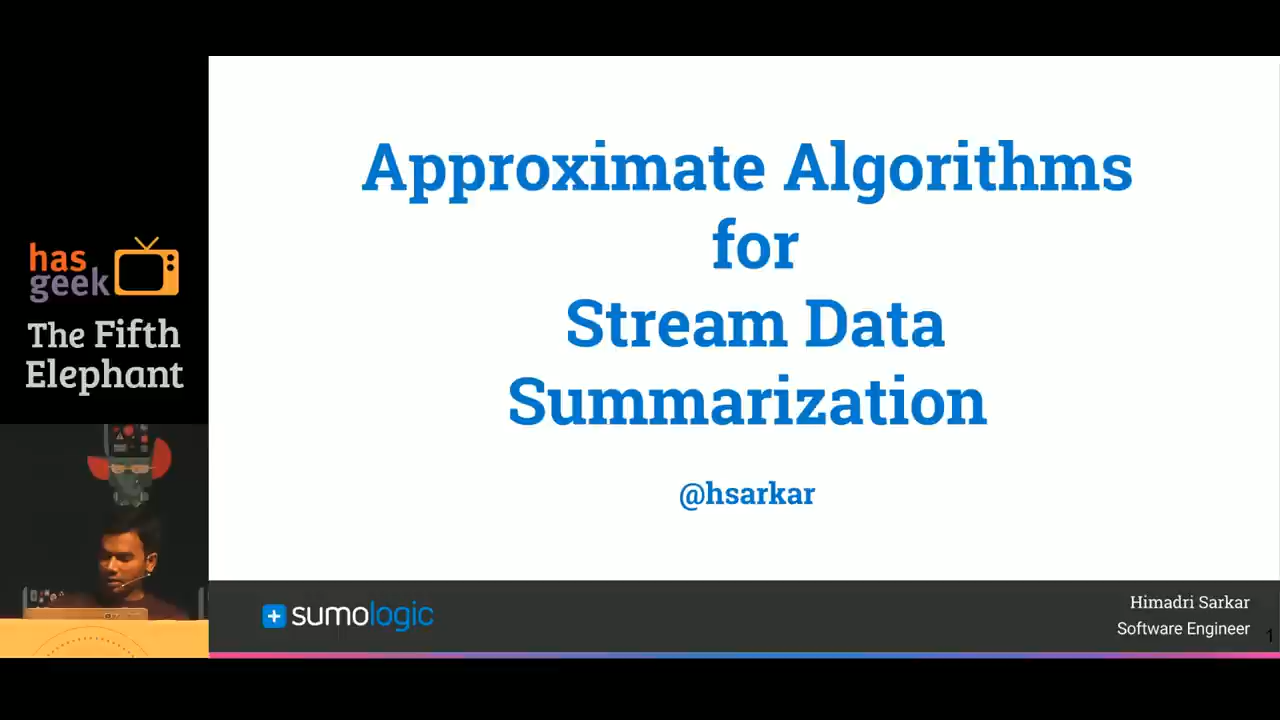 has
geek
The Fifth
Elephant
Approximate Algorithms
for
Stream Data
Summarization
@hsarkar
sumologic
Himadri Sarkar
Software Engineer
1